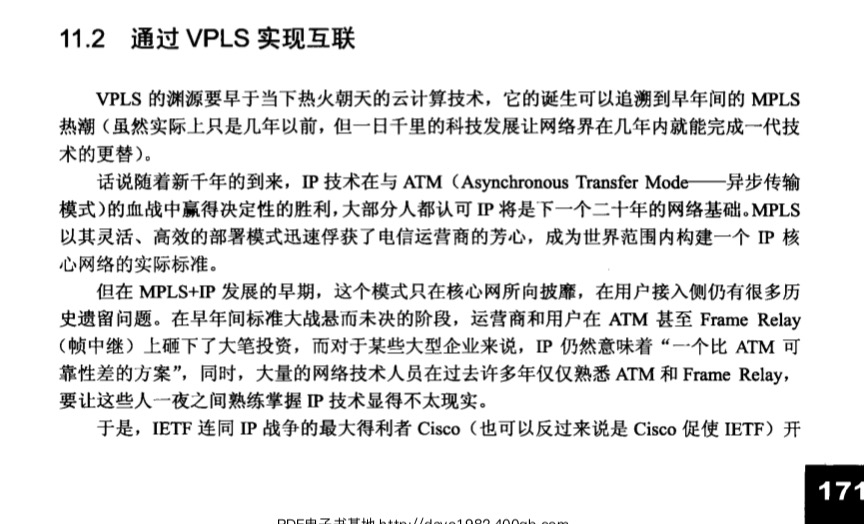 11.2 通过 VPLS 实现互联
VPLS 的渊源要早于当下热火朝天的云计算技术，它的诞生可以追溯到早年间的 MPLS
热潮（虽然实际上只是几年以前，但一日千里的科技发展让网络界在几年内就能完成一代技
术的更替）。
话说随着新千年的到来，IP 技术在与 ATM（Asynchronous Transfer Mode——异步传输
模式）的血战中赢得决定性的胜利，大部分人都认可 IP 将是下一个二十年的网络基础。MPLS
以其灵活、高效的部署模式迅速俘获了电信运营商的芳心，成为世界范围内构建一个 IP 核
心网络的实际标准。
但在 MPLS+IP 发展的早期，这个模式只在核心网所向披靡，在用户接入侧仍有很多历
史遗留问题。在早年间标准大战悬而未决的阶段，运营商和用户在 ATM 甚至 Frame Relay
（帧中继）上砸下了大笔投资，而对于某些大型企业来说，IP 仍然意味着“一个比 ATM 可
靠性差的方案”，同时，大量的网络技术人员在过去许多年仅仅熟悉 ATM 和 Frame Relay，
要让这些人一夜之间熟练掌握 IP 技术显得不太现实。
于是，IETF 连同 IP 战争的最大得利者 Cisco（也可以反过来说是 Cisco 促使 IETF）开
171